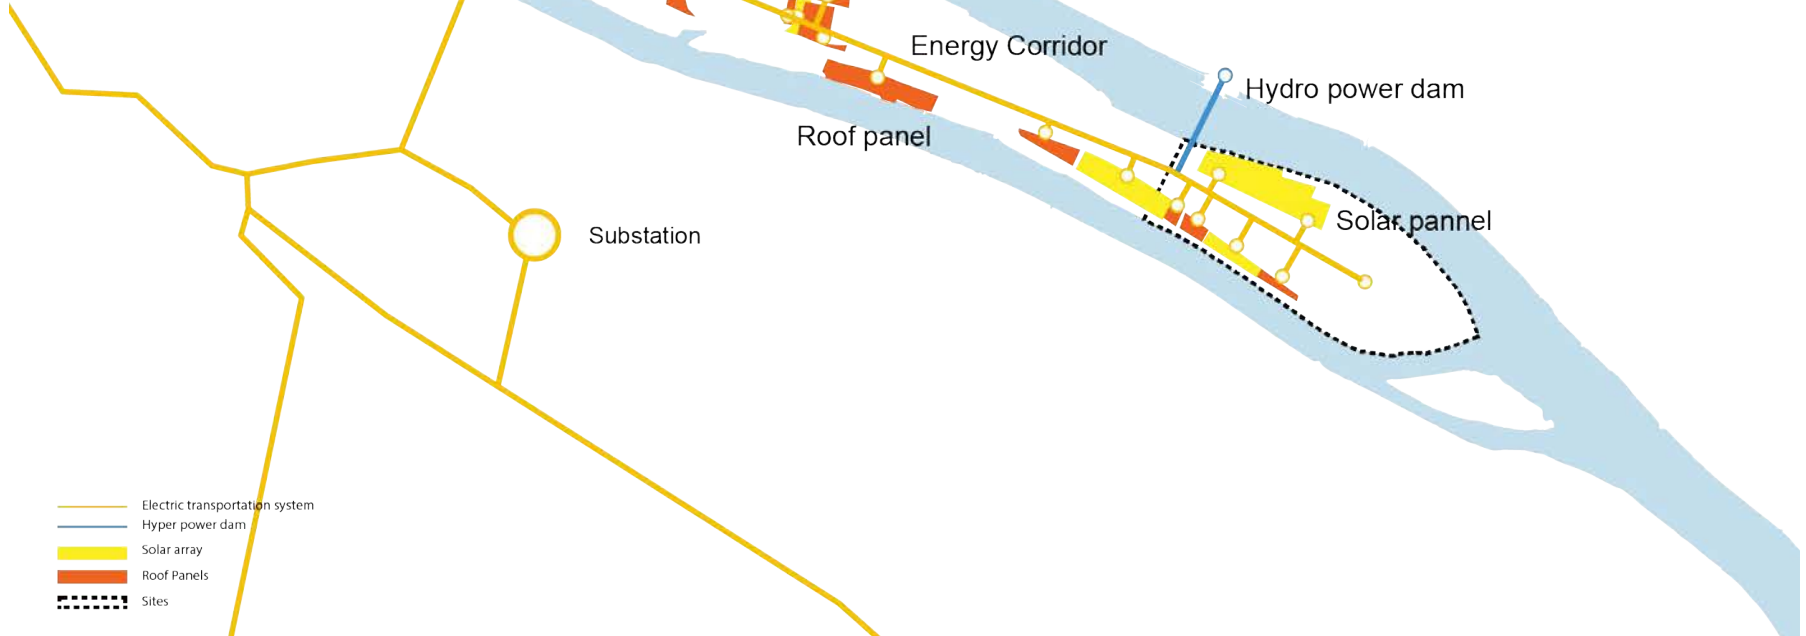 Energy Corridor
Hydro power dam
Roof panel
Solar pannel
Substation
Electric transportation system
Hyper power dam
Solar array
Roof Panels
Sites